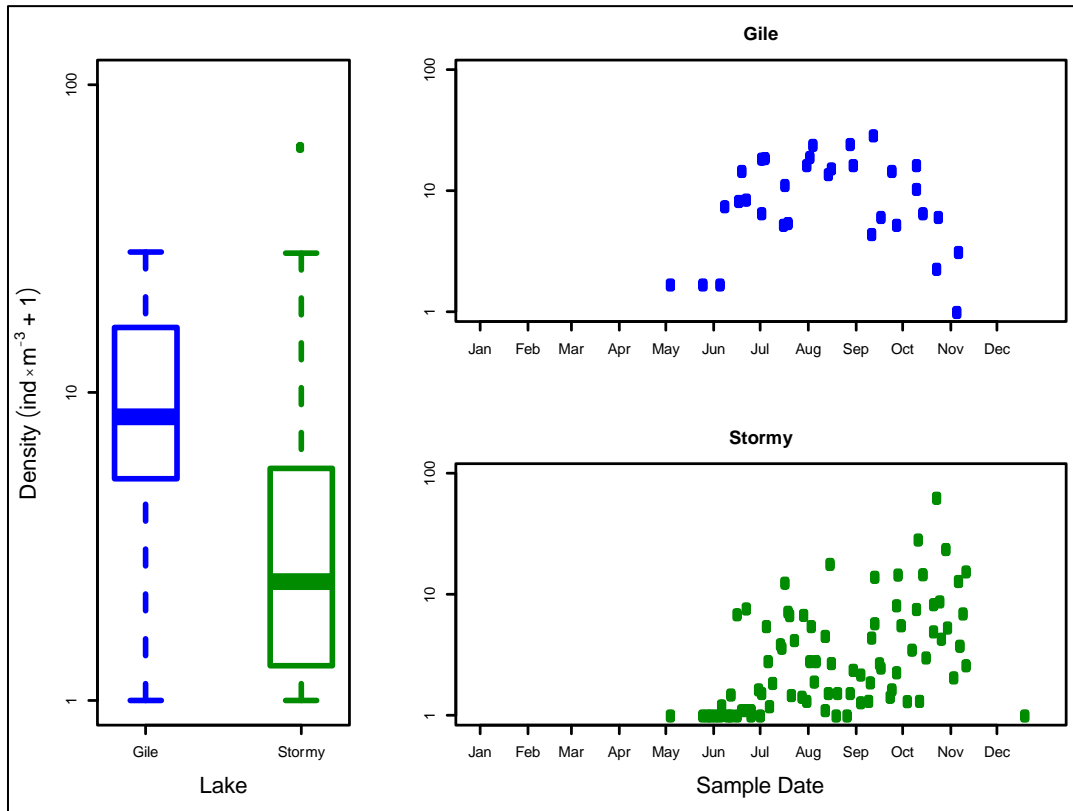 Density (ind×m⁻³ + 1)
100
10
1
Gile Stormy
Lake
Gile
100
10
1
Jan Feb Mar Apr May Jun Jul Aug Sep Oct Nov Dec
Stormy
100
10
1
Jan Feb Mar Apr May Jun Jul Aug Sep Oct Nov Dec
Sample Date